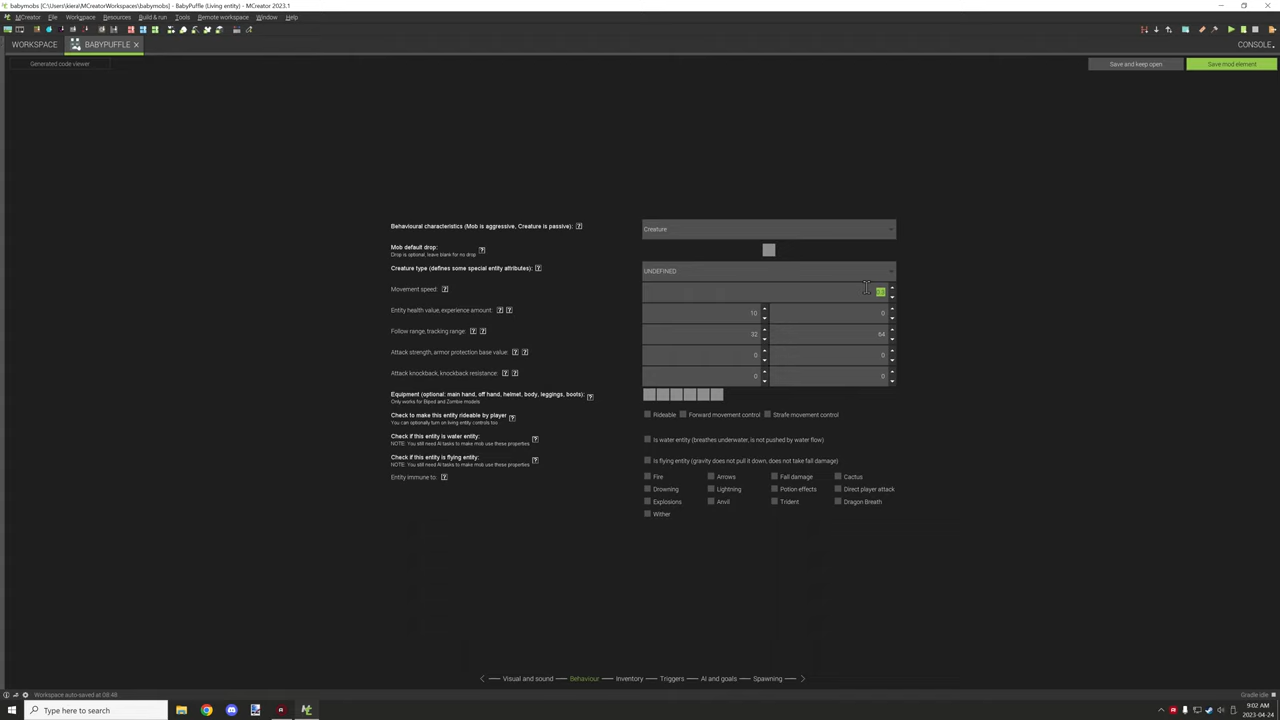 babymobs [C:\Users\kiera\MCreatorWorkspaces\babymobs] - BabyPuffle (Living entity) - MCreator 2023.1
MCreator File Workspace Resources Build & run Tools Remote workspace Window Help
WORKSPACE BABYPUFFLE CONSOLE
Generated code viewer Save and keep open Save mod element
Behavioural characteristics (Mob is aggressive, Creature is passive): Creature
Mob default drop:
Drop is optional, leave blank for no drop
Creature type (defines some special entity attributes): UNDEFINED
Movement speed:
Entity health value, experience amount: 10 0
Follow range, tracking range: 32 64
Attack strength, armor protection base value: 0 0
Attack knockback, knockback resistance: 0 0
Equipment (optional: main hand, off hand, helmet, body, leggings, boots):
Only works for Biped and Zombie models
Check to make this entity rideable by player
You can optionally turn on living entity controls too
Rideable Forward movement control Strafe movement control
Check if this entity is water entity:
NOTE: You still need AI tasks to make mob use these properties.
Is water entity (breathes underwater, is not pushed by water flow)
Check if this entity is flying entity:
NOTE: You still need AI tasks to make mob use these properties.
Is flying entity (gravity does not pull it down, does not take fall damage)
Entity immune to: Fire Arrows Fall damage Cactus
Drowning Lightning Potion effects Direct player attack
Explosions Anvil Trident Dragon Breath
Wither
Visual and sound Behaviour Inventory Triggers AI and goals Spawning
Workspace auto-saved at 08:48 Gradle idle
Type here to search 9:02 AM
2023-04-24